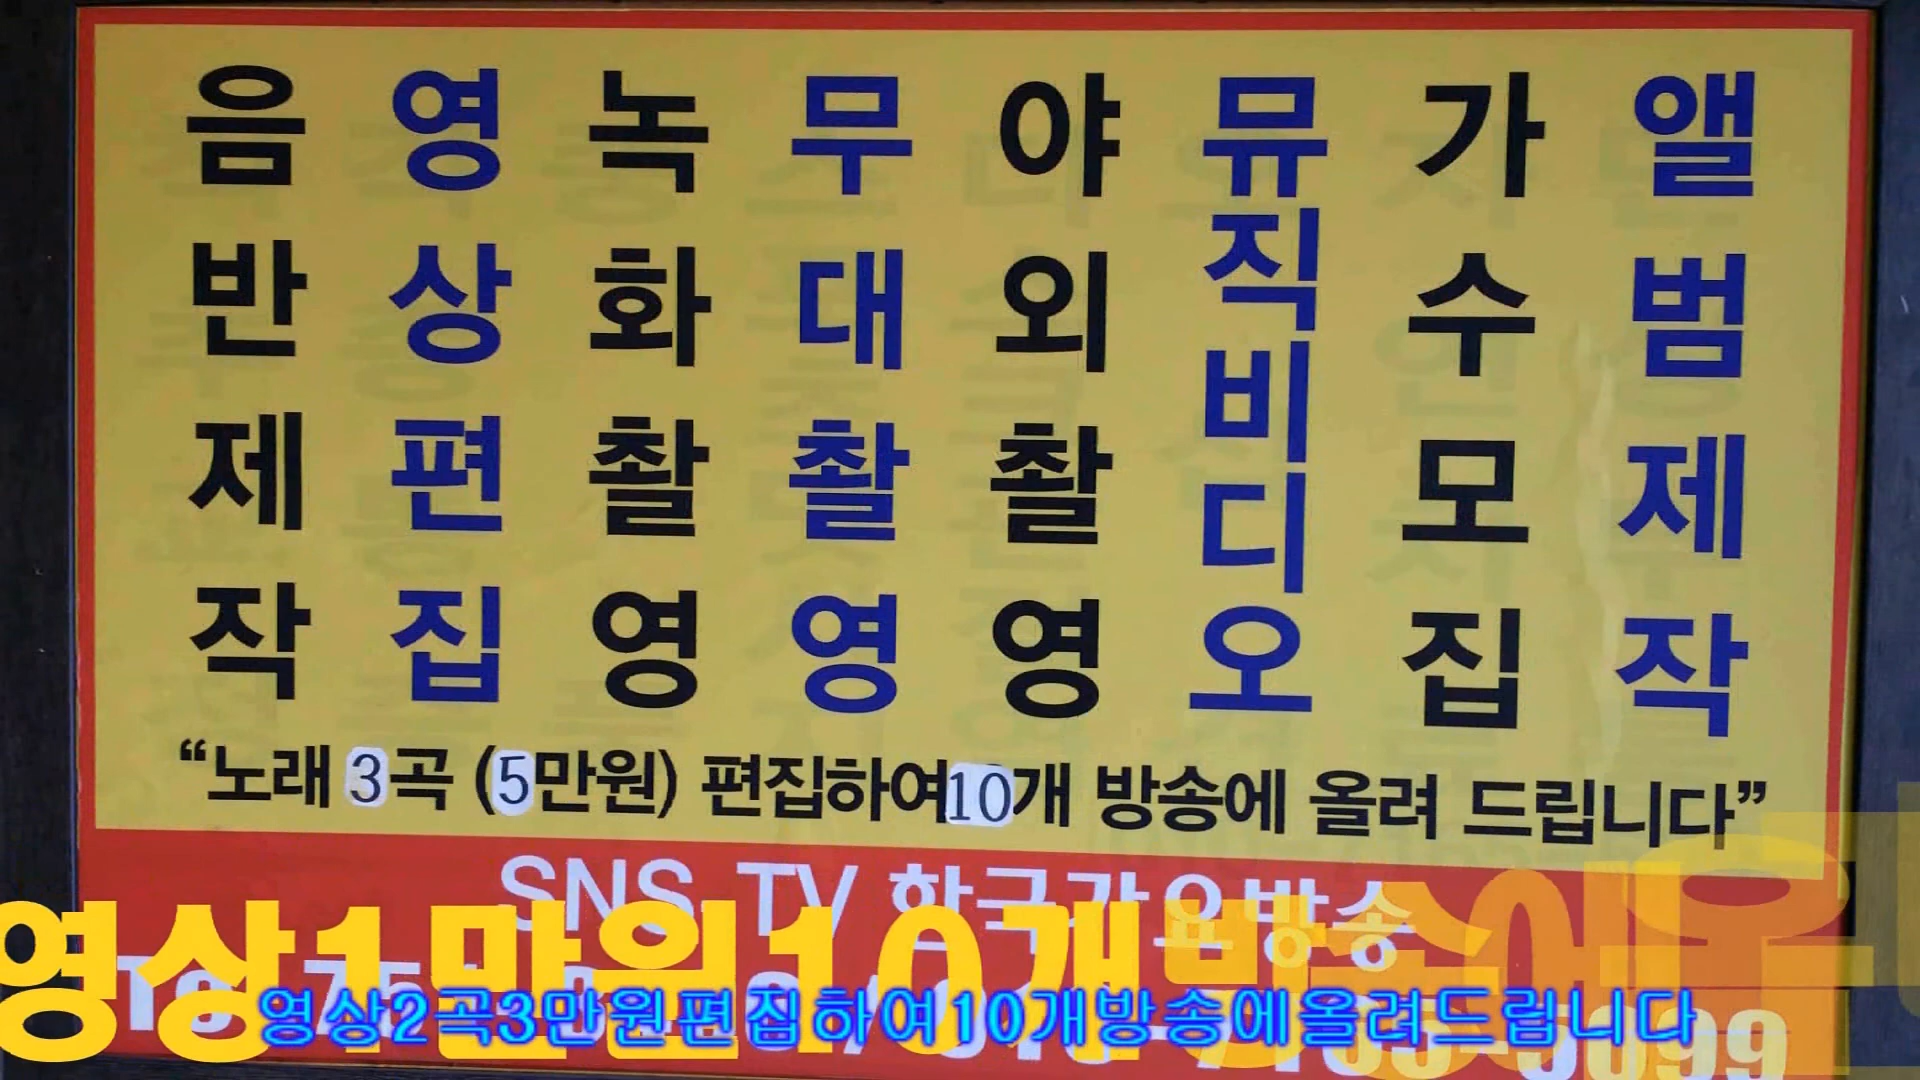 음반제작
영상편집
녹화촬영
무대촬영
야외촬영
뮤직비디오
가수모집
앨범제작
“노래 3곡 (5만원) 편집하여 10개 방송에 올려 드립니다”
SNS TV 한국가요방송
영상1만원10개방송에올
영상2곡3만원편집하여10개방송에올려드립니다